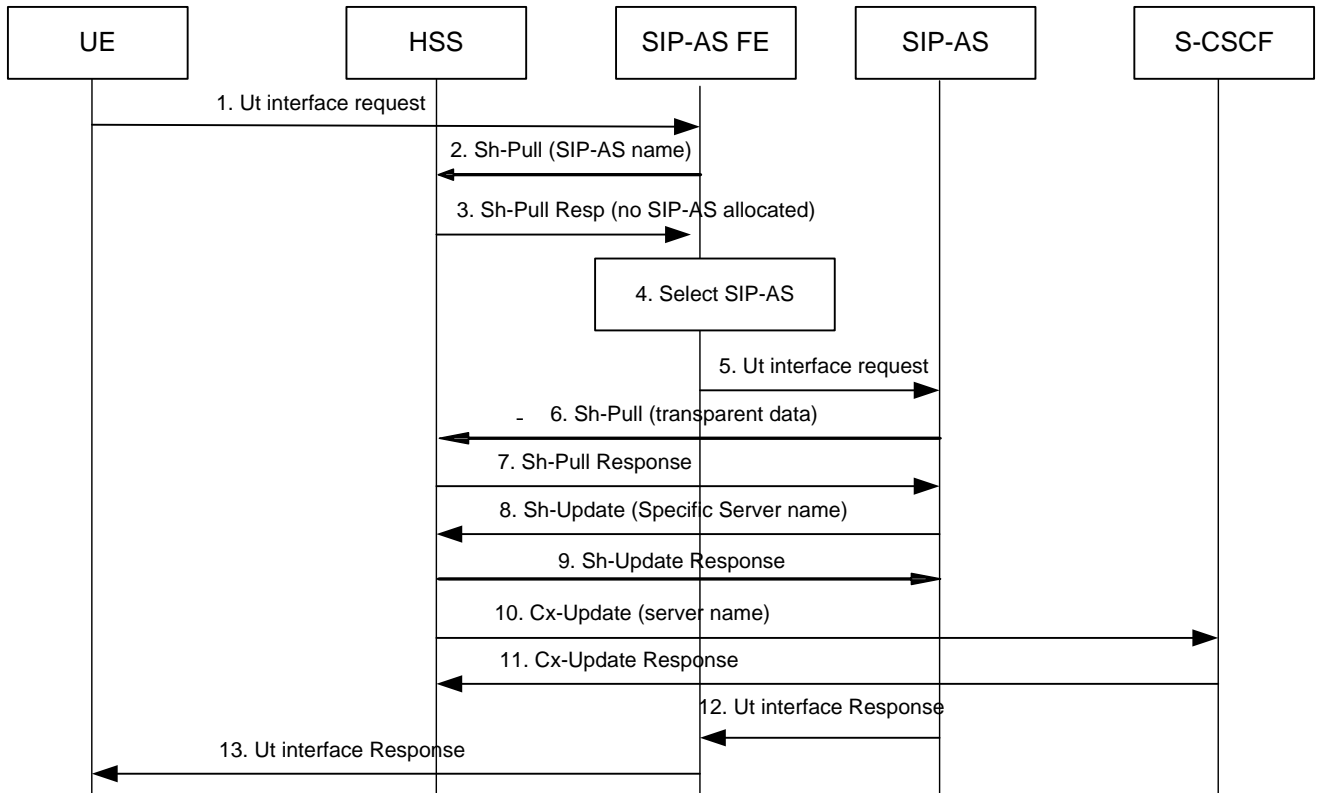 UE
HSS
SIP-AS FE
SIP-AS
S-CSCF
1. Ut interface request
2. Sh-Pull (SIP-AS name)
3. Sh-Pull Resp (no SIP-AS allocated)
4. Select SIP-AS
5. Ut interface request
6. Sh-Pull (transparent data)
7. Sh-Pull Response
8. Sh-Update (Specific Server name)
9. Sh-Update Response
10. Cx-Update (server name)
11. Cx-Update Response
12. Ut interface Response
13. Ut interface Response